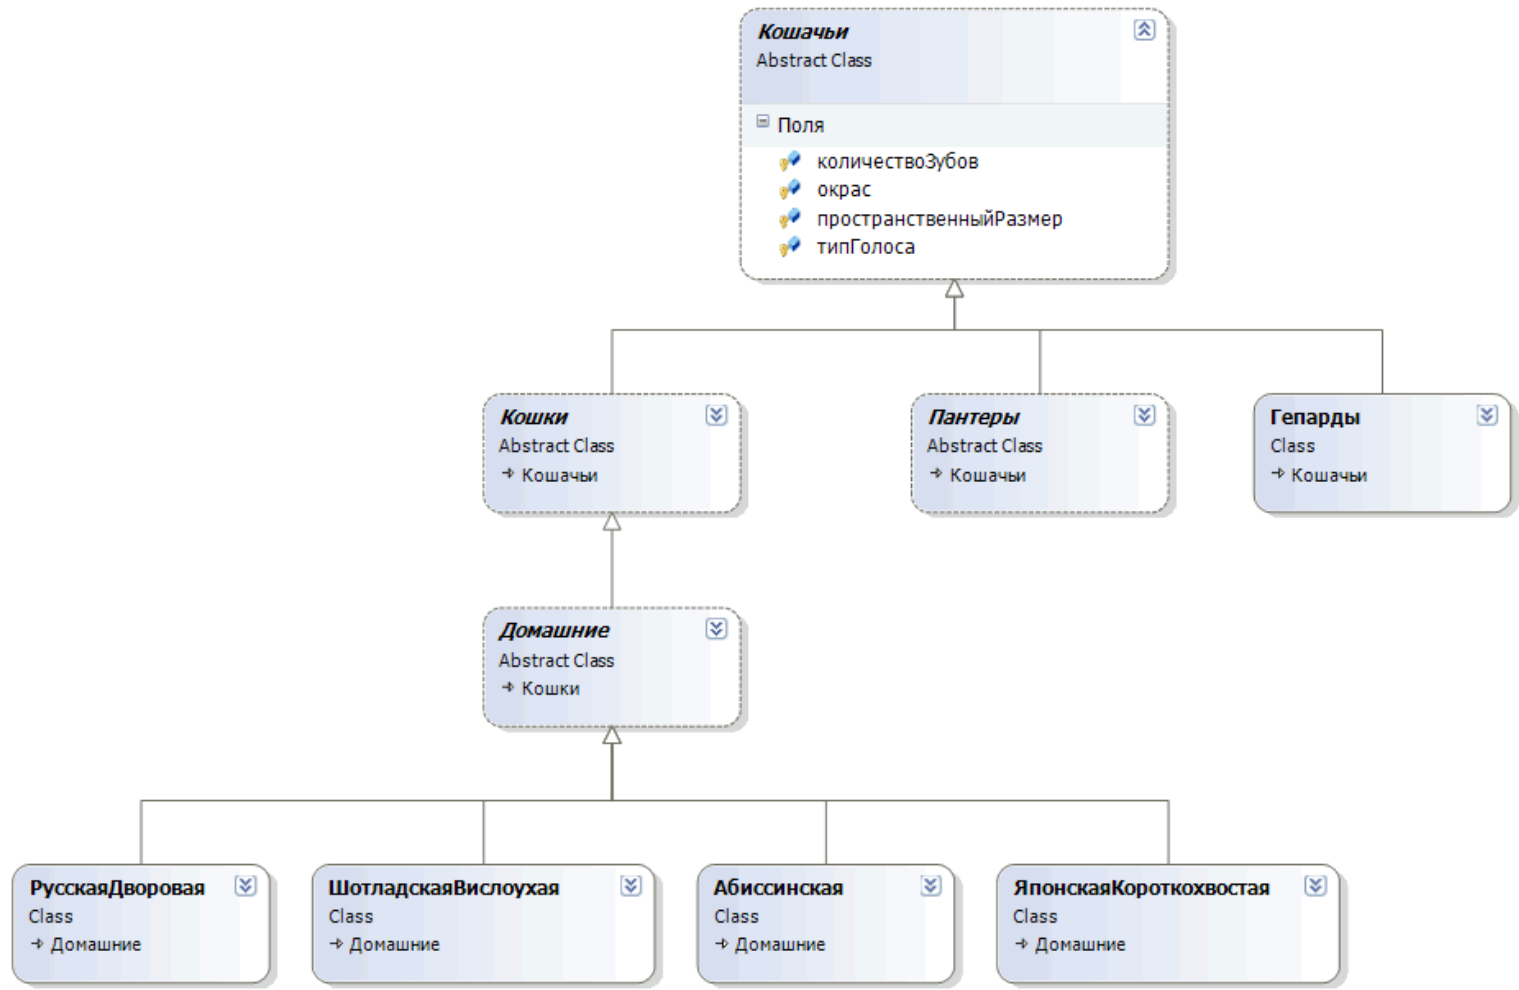 Кошачьи
Abstract Class
Поля
количествоЗубов
окрас
пространственныйРазмер
типГолоса
Кошки
Abstract Class
Кошачьи
Пантеры
Abstract Class
Кошачьи
Гепарды
Class
Кошачьи
Домашние
Abstract Class
Кошки
РусскаяДворовая
Class
Домашние
ШотладскаяВислоухая
Class
Домашние
Абиссинская
Class
Домашние
ЯпонскаяКороткохвостая
Class
Домашние